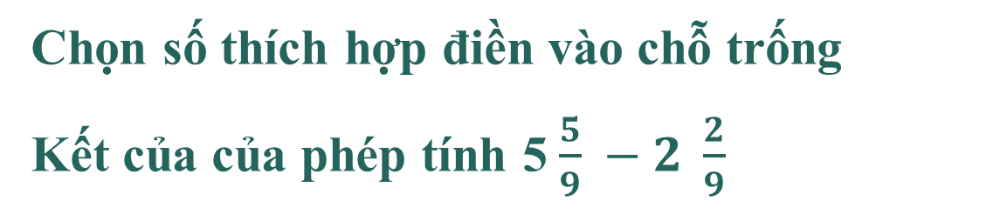 Chọn số thích hợp điền vào chỗ trống
Kết của của phép tính 5 5/9 − 2 2/9